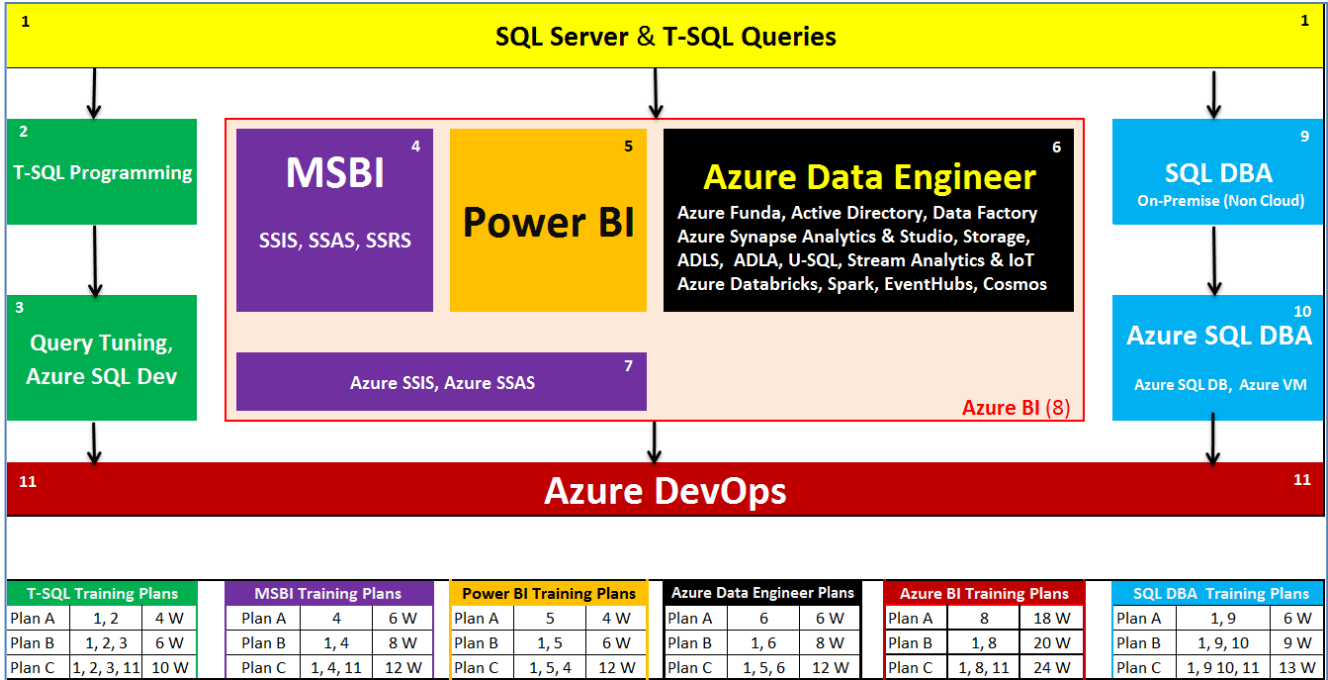 1
SQL Server & T-SQL Queries
1
2
T-SQL Programming
3
Query Tuning,
Azure SQL Dev
4
MSBI
SSIS, SSAS, SSRS
5
Power BI
6
Azure Data Engineer
Azure Funda, Active Directory, Data Factory
Azure Synapse Analytics & Studio, Storage,
ADLS, ADLA, U-SQL, Stream Analytics & IoT
Azure Databricks, Spark, EventHubs, Cosmos
7
Azure SSIS, Azure SSAS
Azure BI (8)
9
SQL DBA
On-Premise (Non Cloud)
10
Azure SQL DBA
Azure SQL DB, Azure VM
11
Azure DevOps
11
T-SQL Training Plans
Plan A 1, 2 4 W
Plan B 1, 2, 3 6 W
Plan C 1, 2, 3, 11 10 W
MSBI Training Plans
Plan A 4 6 W
Plan B 1, 4 8 W
Plan C 1, 4, 11 12 W
Power BI Training Plans
Plan A 5 4 W
Plan B 1, 5 6 W
Plan C 1, 5, 4 12 W
Azure Data Engineer Plans
Plan A 6 6 W
Plan B 1, 6 8 W
Plan C 1, 5, 6 12 W
Azure BI Training Plans
Plan A 8 18 W
Plan B 1, 8 20 W
Plan C 1, 8, 11 24 W
SQL DBA Training Plans
Plan A 1, 9 6 W
Plan B 1, 9, 10 9 W
Plan C 1, 9 10, 11 13 W